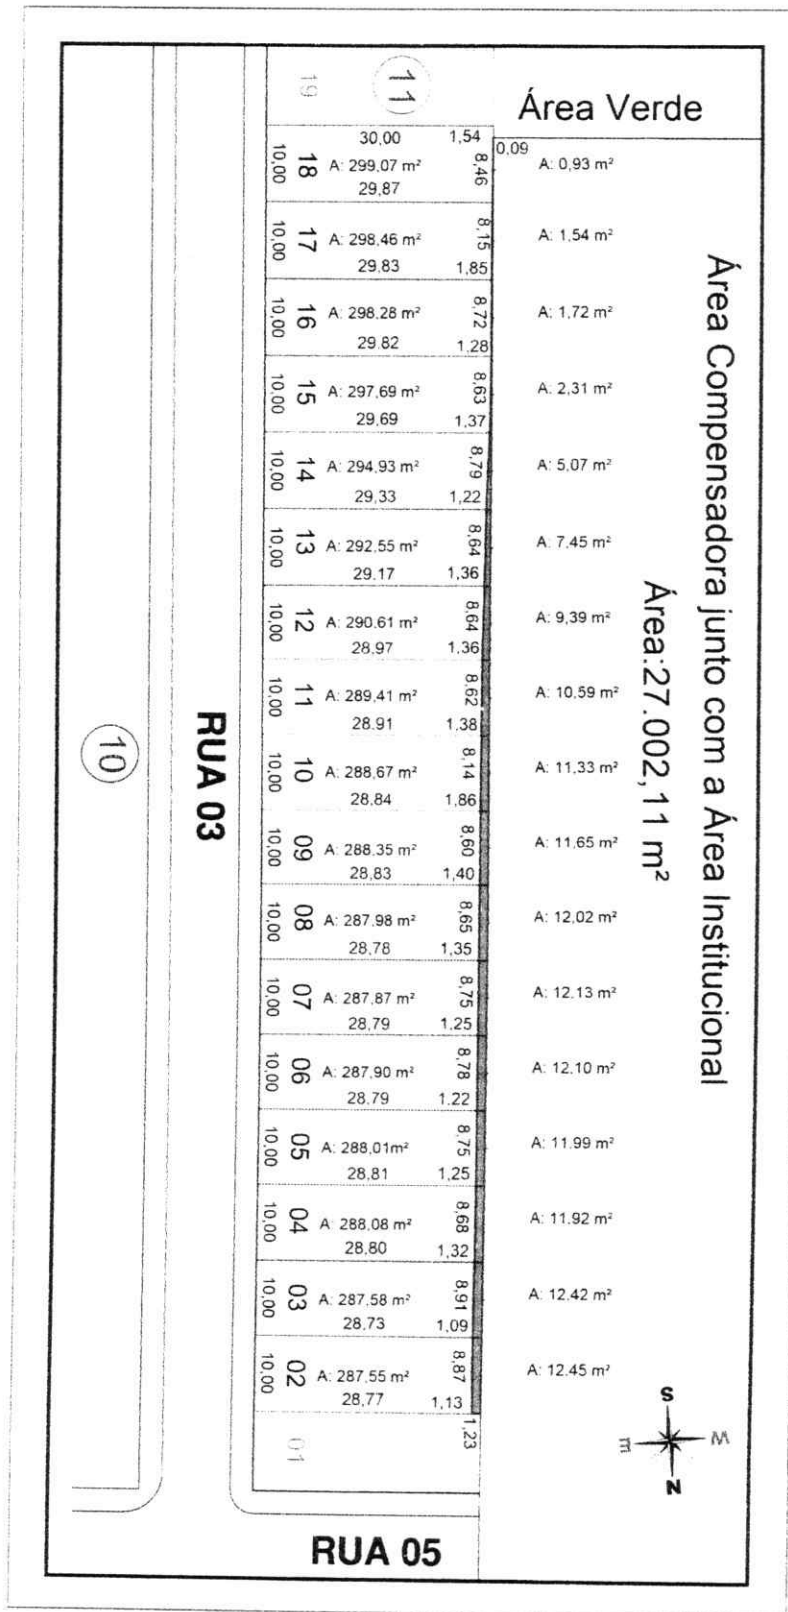 19
11
Área Verde
30,00
1,54
8,46
0,09
10,00
18
A: 299,07 m²
29,87
A: 0,93 m²
10,00
17
A: 298,46 m²
29,83
8,15
1,85
A: 1,54 m²
10,00
16
A: 298,28 m²
29.82
8,72
1,28
A: 1,72 m²
10,00
15
A: 297,69 m²
29,69
8,63
1,37
A: 2,31 m²
10,00
14
A: 294,93 m²
29,33
8,79
1,22
A: 5,07 m²
10,00
13
A: 292,55 m²
29.17
8,64
1,36
A: 7,45 m²
10,00
12
A: 290.61 m²
28.97
8,64
1,36
A: 9,39 m²
10,00
11
A: 289,41 m²
28.91
8,62
1,38
A: 10.59 m²
10,00
10
A: 288,67 m²
28.84
8,14
1,86
A: 11,33 m²
10,00
09
A: 288.35 m²
28,83
8,60
1,40
A: 11,65 m²
10,00
08
A: 287.98 m²
28,78
8,65
1,35
A: 12,02 m²
10,00
07
A: 287,87 m²
28,79
8,75
1.25
A: 12.13 m²
10,00
06
A: 287,90 m²
28.79
8,78
1.22
A: 12.10 m²
10,00
05
A: 288,01m²
28,81
8,75
1,25
A: 11.99 m²
10,00
04
A: 288,08 m²
28,80
8,68
1,32
A: 11.92 m²
10,00
03
A: 287.58 m²
28,73
8,91
1,09
A: 12.42 m²
10,00
02
A: 287,55 m²
28,77
8,87
1,13
A: 12.45 m²
01
1,23
Área Compensadora junto com a Área Institucional
Área:27.002,11 m²
RUA 03
10
S
W
E
N
RUA 05